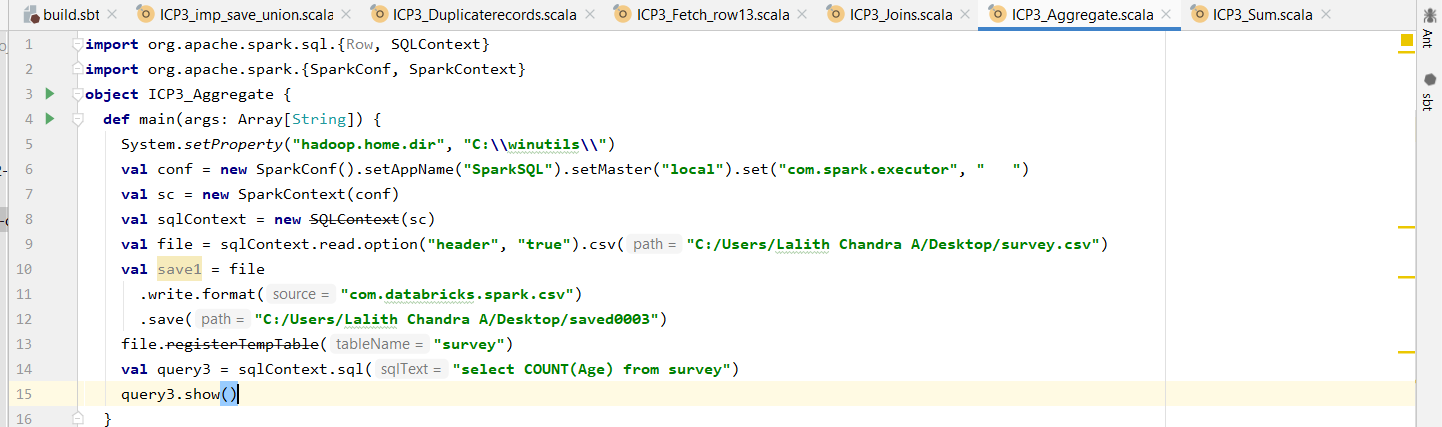 build.sbt ICP3_imp_save_union.scala ICP3_Duplicaterecords.scala ICP3_Fetch_row13.scala ICP3_Joins.scala ICP3_Aggregate.scala ICP3_Sum.scala
1 import org.apache.spark.sql.{Row, SQLContext}
2 import org.apache.spark.{SparkConf, SparkContext}
3 object ICP3_Aggregate {
4 def main(args: Array[String]) {
5 System.setProperty("hadoop.home.dir", "C:\\winutils\\")
6 val conf = new SparkConf().setAppName("SparkSQL").setMaster("local").set("com.spark.executor", "   ")
7 val sc = new SparkContext(conf)
8 val sqlContext = new SQLContext(sc)
9 val file = sqlContext.read.option("header", "true").csv( path = "C:/Users/Lalith Chandra A/Desktop/survey.csv")
10 val save1 = file
11 .write.format( source = "com.databricks.spark.csv")
12 .save( path = "C:/Users/Lalith Chandra A/Desktop/saved0003")
13 file.registerTempTable( tableName = "survey")
14 val query3 = sqlContext.sql( sqlText = "select COUNT(Age) from survey")
15 query3.show()
16 }
Ant
sbt